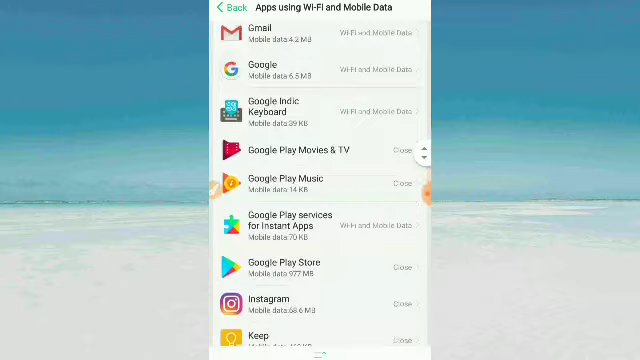 Back Apps using Wi-Fi and Mobile Data
Gmail
Mobile data:4.2 MB
Wi-Fi and Mobile Data
Google
Mobile data:6.5 MB
Wi-Fi and Mobile Data
Google Indic
Keyboard
Mobile data:39 KB
Wi-Fi and Mobile Data
Google Play Movies & TV
Close
Google Play Music
Mobile data:14 KB
Close
Google Play services
for Instant Apps
Mobile data:70 KB
Wi-Fi and Mobile Data
Google Play Store
Mobile data:977 MB
Close
Instagram
Mobile data:68.6 MB
Close
Keep
Close